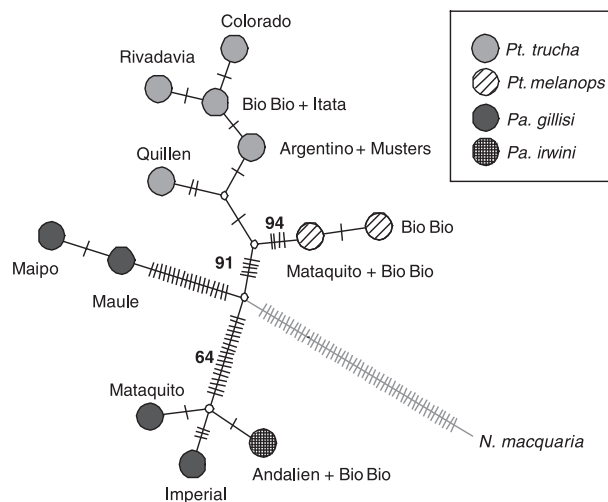 Colorado
Rivadavia
Bio Bio + Itata
Argentino + Musters
Quillen
94
Bio Bio
91
Mataquito + Bio Bio
Maipo
Maule
64
Mataquito
Imperial
Andalien + Bio Bio
N. macquaria
Pt. trucha
Pt. melanops
Pa. gillisi
Pa. irwini